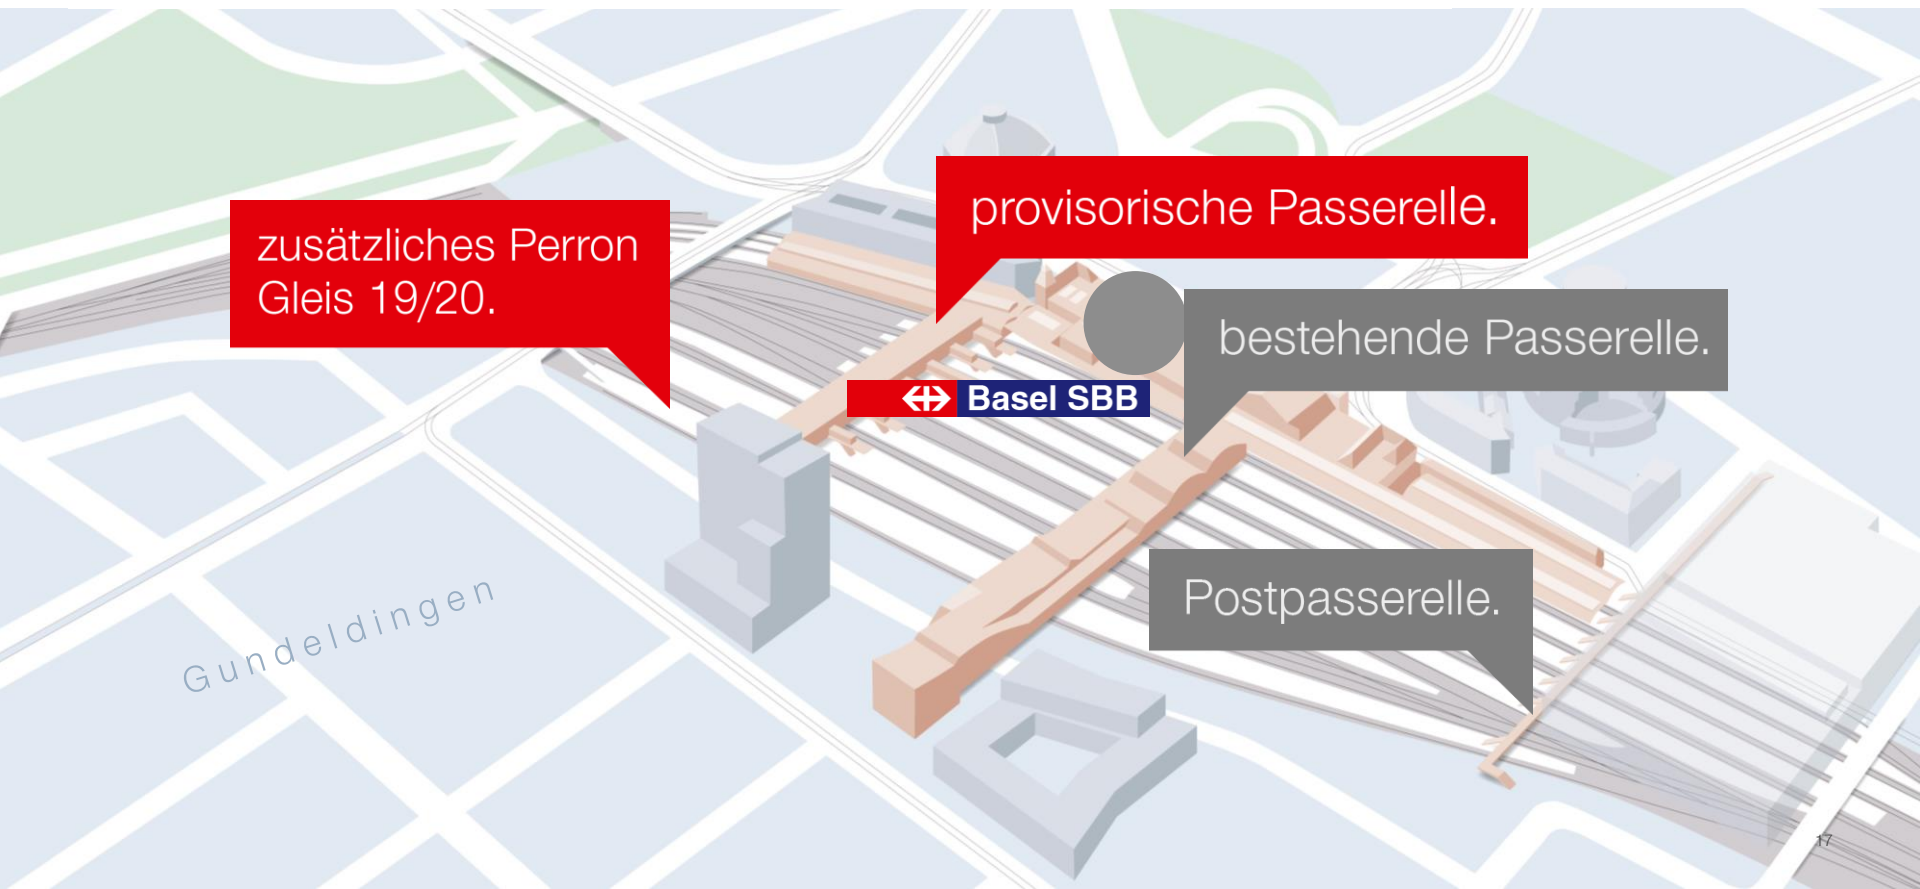 provisorische Passerelle.
zusätzliches Perron
Gleis 19/20.
bestehende Passerelle.
Basel SBB
Postpasserelle.
Gundeldingen
17